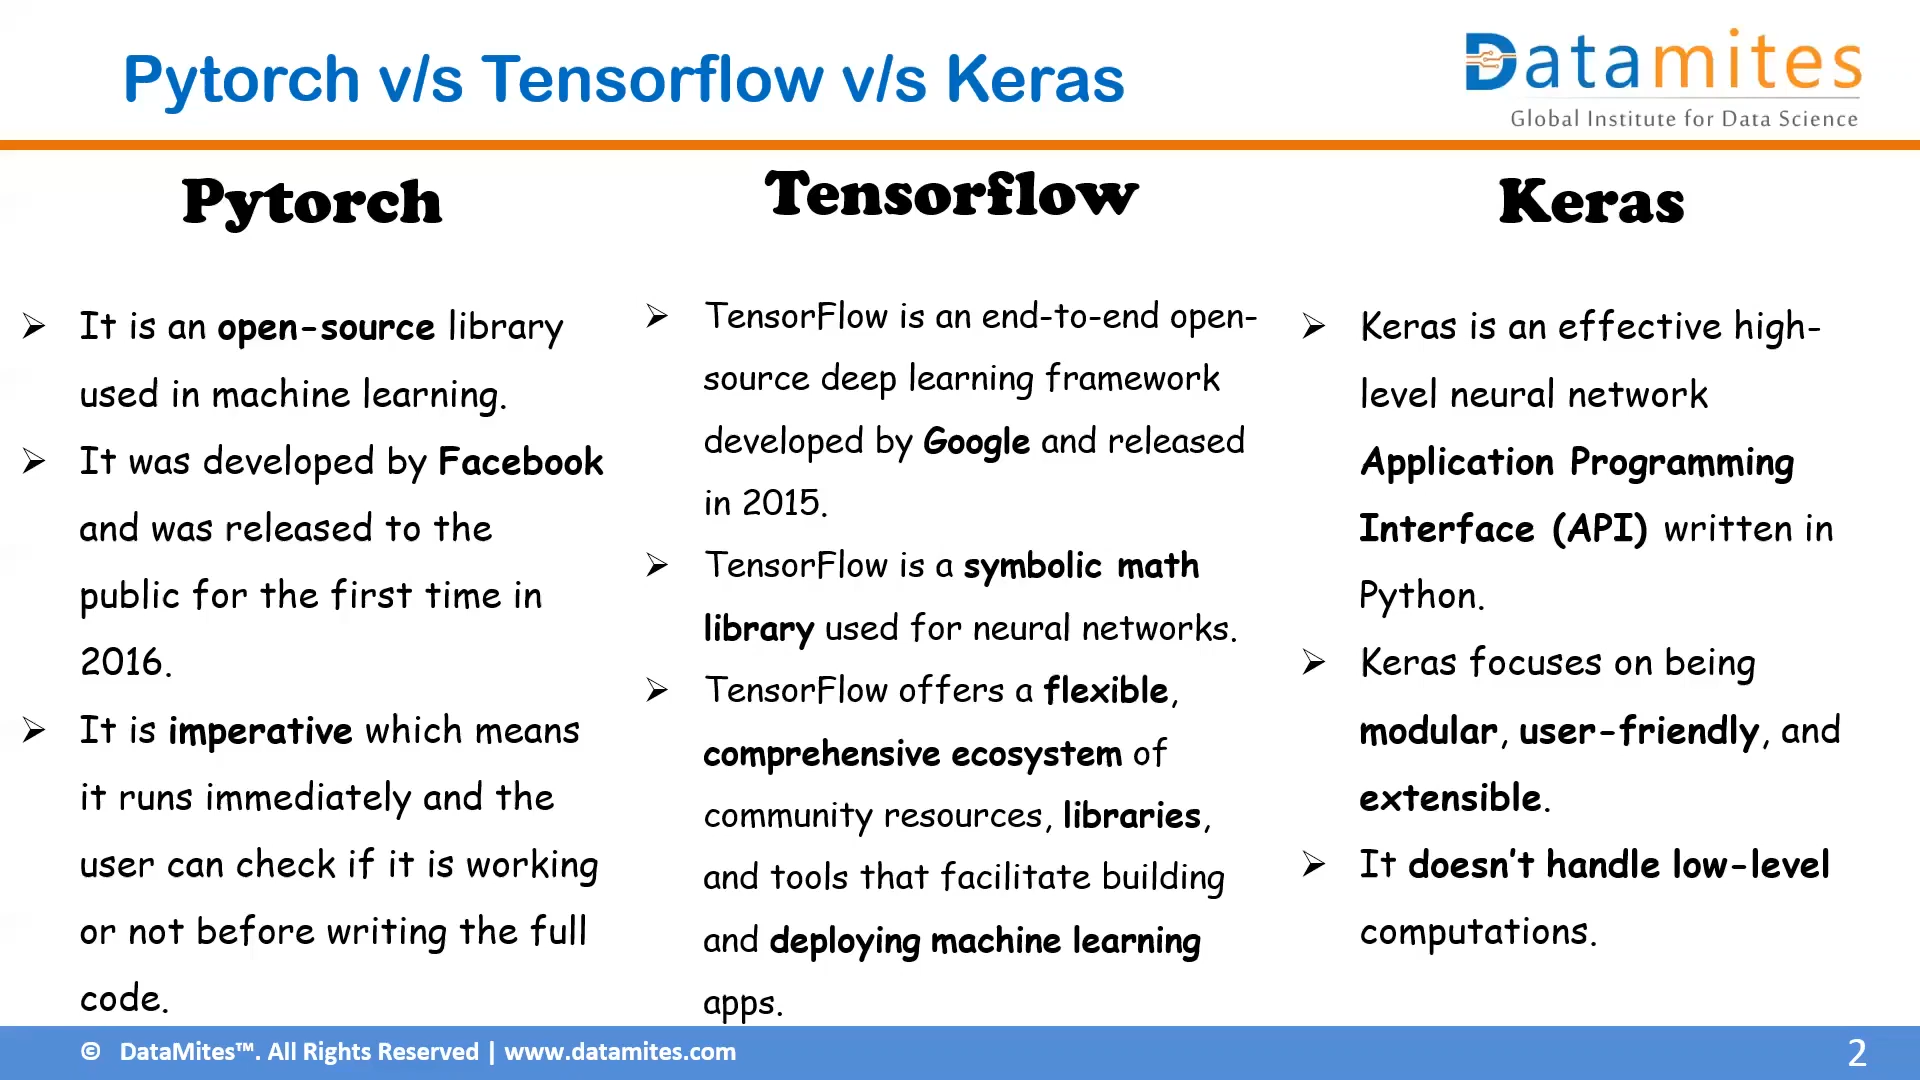 Pytorch v/s Tensorflow v/s Keras
Datamites
Global Institute for Data Science
Pytorch
➢ It is an open-source library
used in machine learning.
➢ It was developed by Facebook
and was released to the
public for the first time in
2016.
➢ It is imperative which means
it runs immediately and the
user can check if it is working
or not before writing the full
code.
Tensorflow
➢ TensorFlow is an end-to-end open-
source deep learning framework
developed by Google and released
in 2015.
➢ TensorFlow is a symbolic math
library used for neural networks.
➢ TensorFlow offers a flexible,
comprehensive ecosystem of
community resources, libraries,
and tools that facilitate building
and deploying machine learning
apps.
Keras
➢ Keras is an effective high-
level neural network
Application Programming
Interface (API) written in
Python.
➢ Keras focuses on being
modular, user-friendly, and
extensible.
➢ It doesn't handle low-level
computations.
© DataMites™. All Rights Reserved | www.datamites.com
2